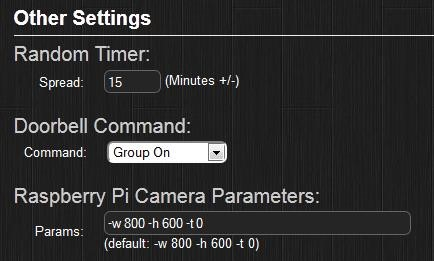 Other Settings
Random Timer:
Spread: 15 (Minutes +/-)
Doorbell Command:
Command: Group On
Raspberry Pi Camera Parameters:
Params: -w 800 -h 600 -t 0
(default: -w 800 -h 600 -t 0)